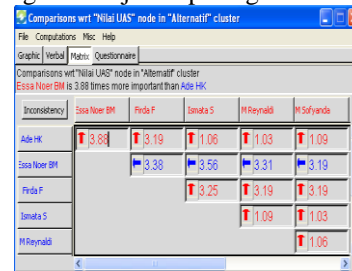 Comparisons wrt "Nilai UAS" node in "Alternatif" cluster
File Computations Misc Help
Graphic Verbal Matrix Questionnaire
Comparisons wrt "Nilai UAS" node in "Alternatif" cluster
Essa Noer BM is 3.88 times more important than Ade HK
Inconsistency Essa Noer BM Firda F Ismata S M Reynaldi M Sofyanda
Ade HK 3.88 3.19 1.06 1.03 1.09
Essa Noer BM 3.38 3.56 3.31 3.19
Firda F 3.25 3.19 3.19
Ismata S 1.09 1.03
M Reynaldi 1.06